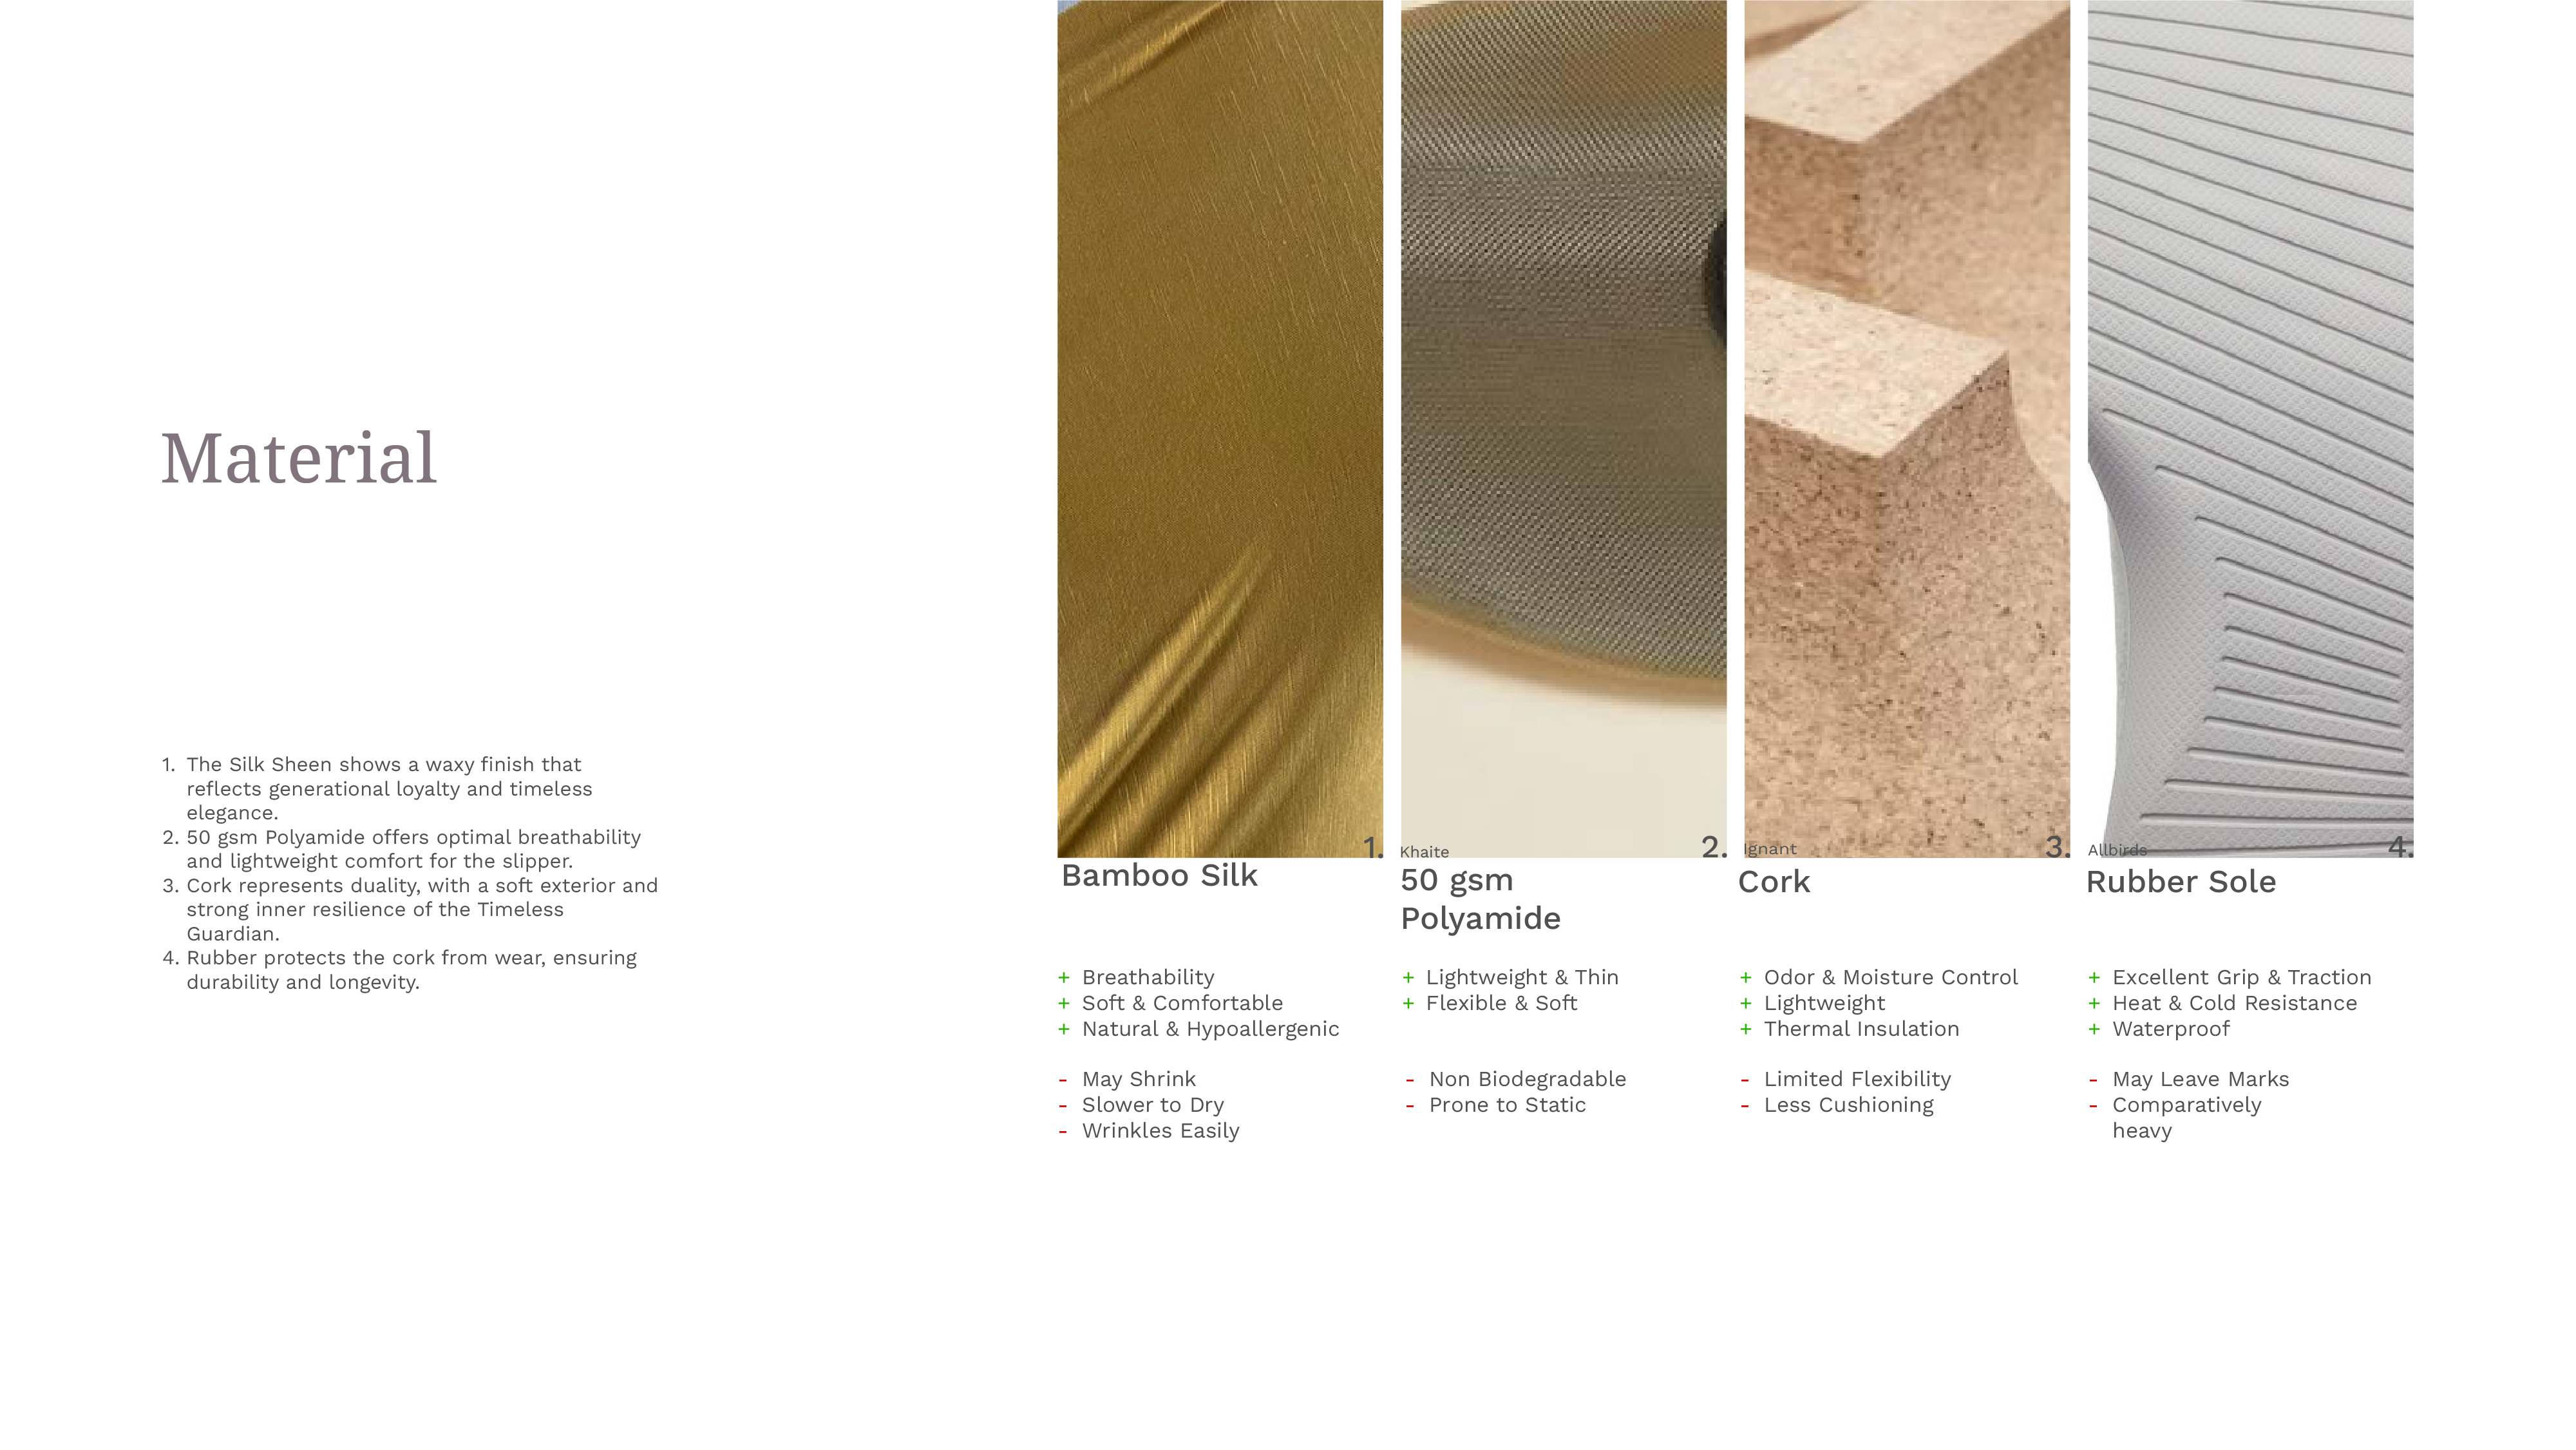 Material
1. The Silk Sheen shows a waxy finish that
reflects generational loyalty and timeless
elegance.
2. 50 gsm Polyamide offers optimal breathability
and lightweight comfort for the slipper.
3. Cork represents duality, with a soft exterior and
strong inner resilience of the Timeless
Guardian.
4. Rubber protects the cork from wear, ensuring
durability and longevity.
1.
Bamboo Silk
+ Breathability
+ Soft & Comfortable
+ Natural & Hypoallergenic
- May Shrink
- Slower to Dry
- Wrinkles Easily
Khaite
2.
50 gsm
Polyamide
+ Lightweight & Thin
+ Flexible & Soft
- Non Biodegradable
- Prone to Static
Ignant
3.
Cork
+ Odor & Moisture Control
+ Lightweight
+ Thermal Insulation
- Limited Flexibility
- Less Cushioning
Allbirds
4.
Rubber Sole
+ Excellent Grip & Traction
+ Heat & Cold Resistance
+ Waterproof
- May Leave Marks
- Comparatively
heavy